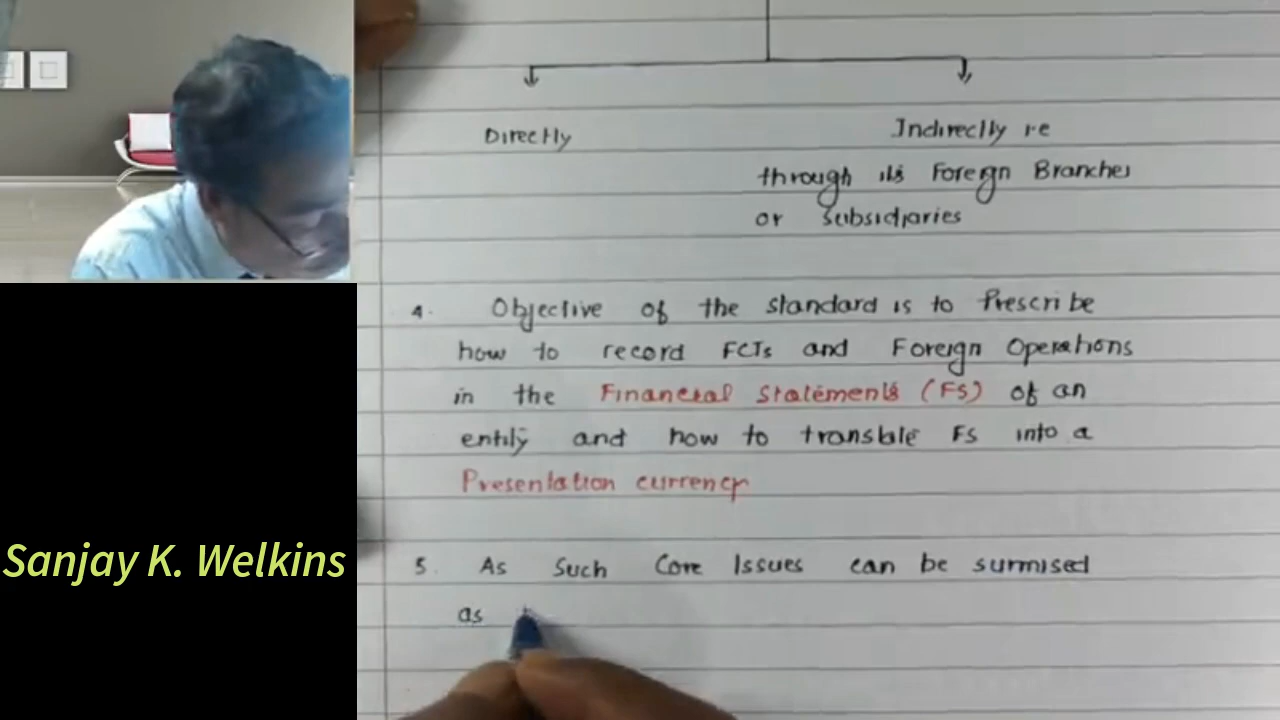 Directly
Indirectly i.e
through its Foreign Branches
or Subsidiaries
4. Objective of the standard is to Prescribe
how to record FCTs and Foreign Operations
in the Financial Statements (FS) of an
entity and how to translate FS into a
Presentation currency
5. As Such Core Issues can be surmised
as
Sanjay K. Welkins